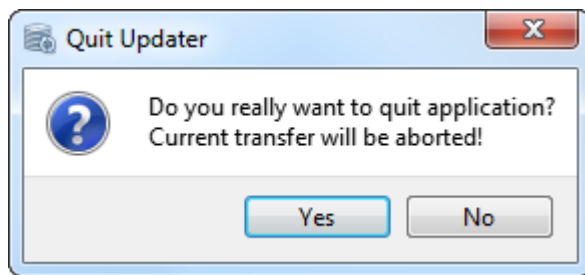 Quit Updater
Do you really want to quit application?
Current transfer will be aborted!
Yes No